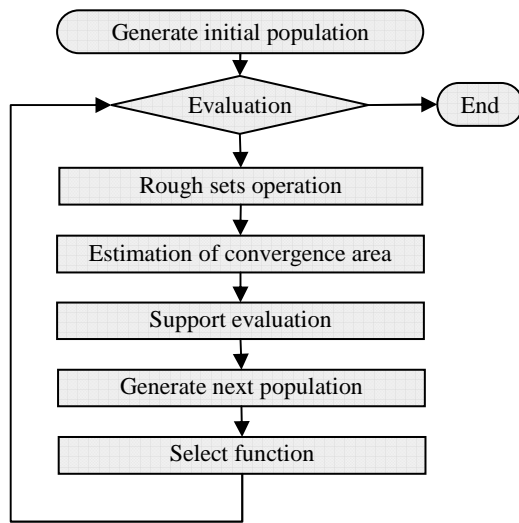 Generate initial population
Evaluation
End
Rough sets operation
Estimation of convergence area
Support evaluation
Generate next population
Select function